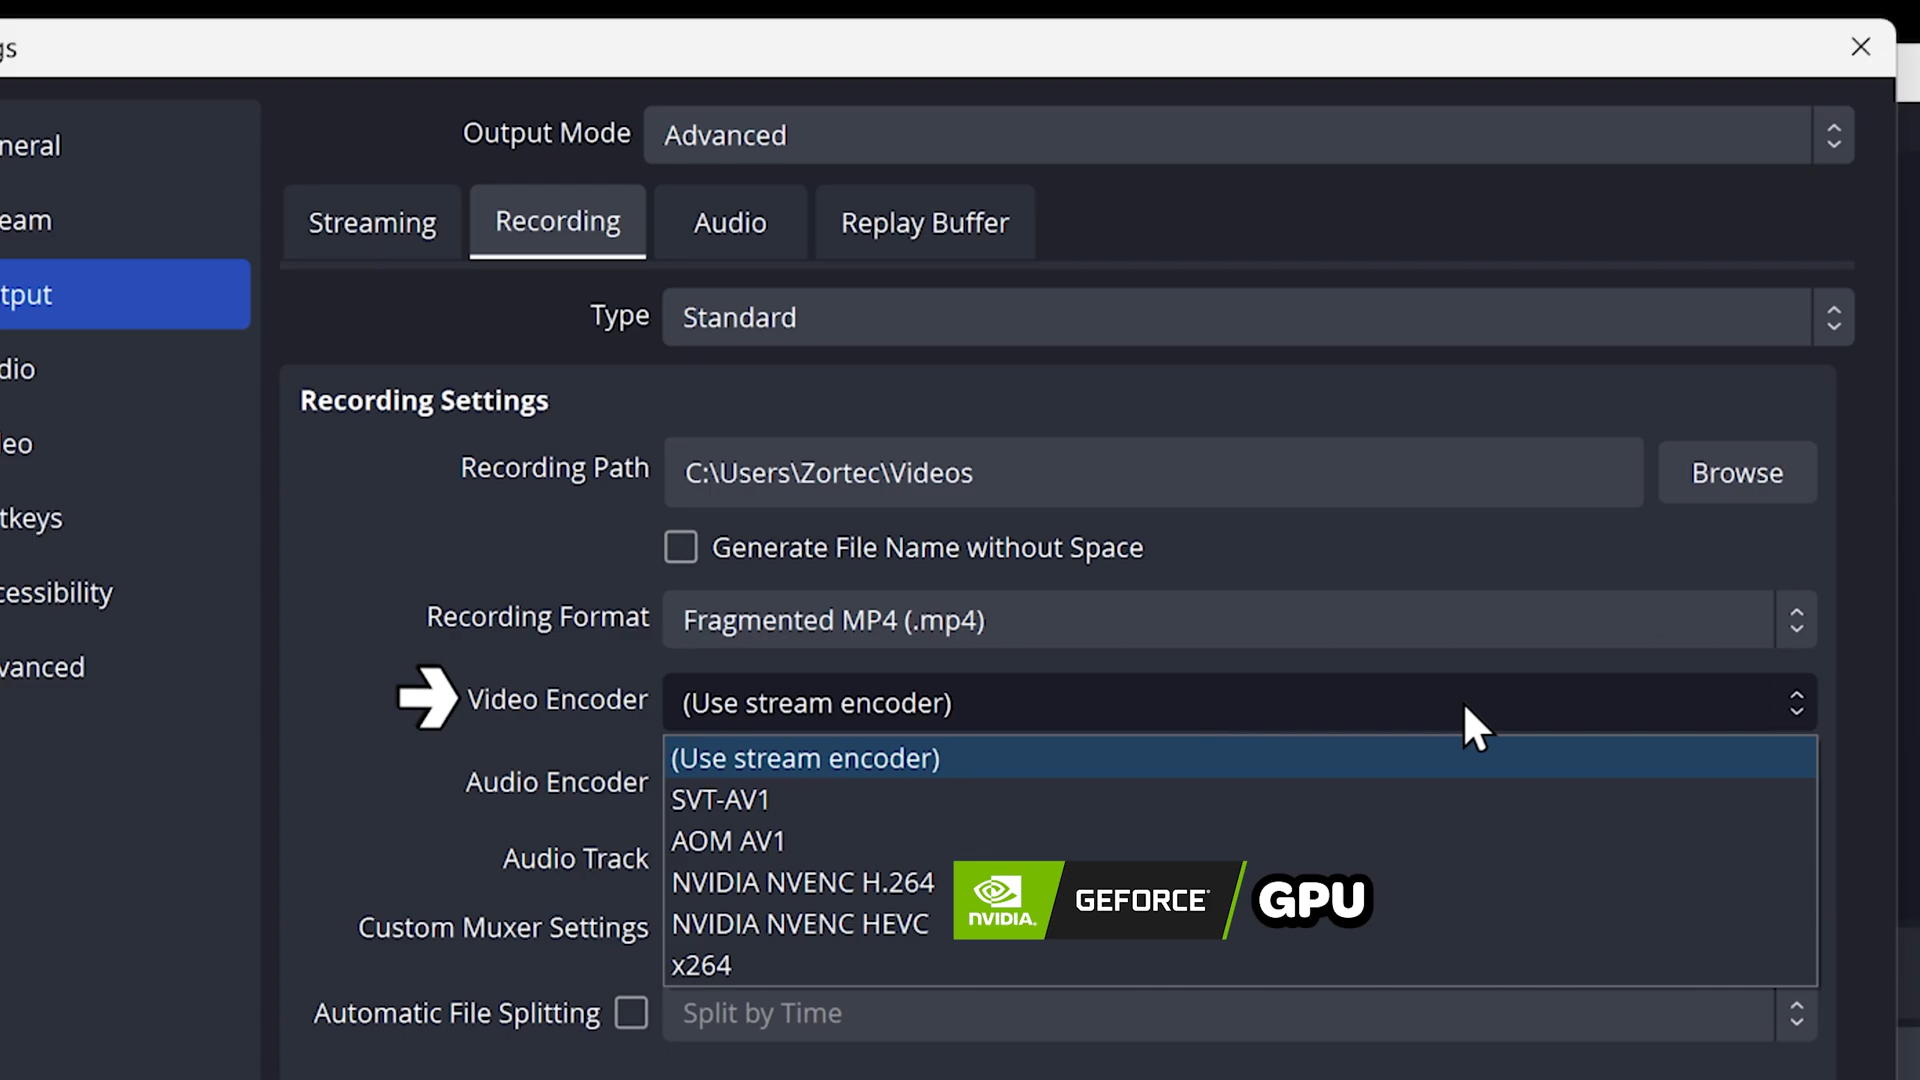 gs
neral
eam
tput
dio
eo
tkeys
cessibility
vanced
Output Mode Advanced
Streaming Recording Audio Replay Buffer
Type Standard
Recording Settings
Recording Path C:\Users\Zortec\Videos Browse
Generate File Name without Space
Recording Format Fragmented MP4 (.mp4)
Video Encoder (Use stream encoder)
(Use stream encoder)
Audio Encoder
SVT-AV1
AOM AV1
Audio Track
NVIDIA NVENC H.264
NVIDIA. GEFORCE GPU
Custom Muxer Settings
NVIDIA NVENC HEVC
x264
Automatic File Splitting Split by Time